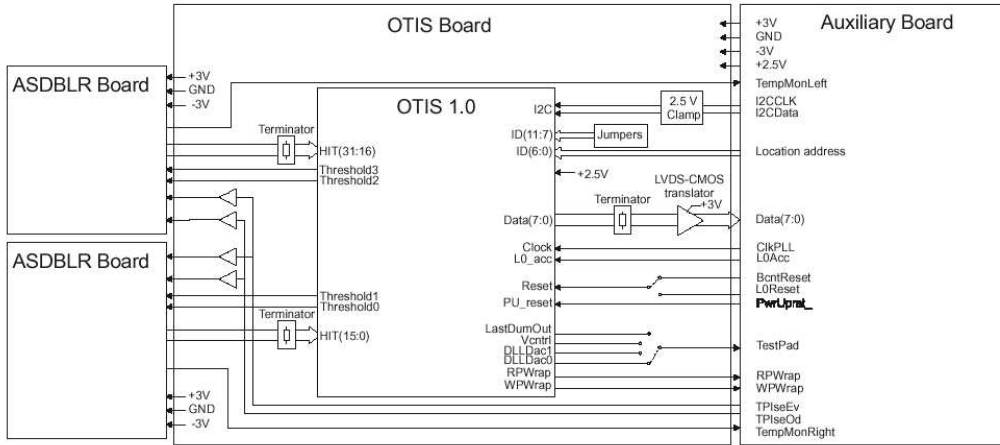 OTIS Board
Auxiliary Board
+3V
GND
-3V
+2.5V
ASDBLR Board
+3V
GND
-3V
TempMonLeft
OTIS 1.0
I2C
2.5 V
Clamp
I2CCLK
I2CData
Terminator
HIT(31:16)
ID(11:7)
Jumpers
ID(6:0)
Location address
Threshold3
Threshold2
+2.5V
LVDS-CMOS
translator
+3V
Terminator
Data(7:0)
Data(7:0)
ASDBLR Board
Clock
L0_acc
ClkPLL
L0Acc
Reset
BcntReset
L0Reset
PU_reset
Threshold1
Threshold0
Terminator
HIT(15:0)
LastDumOut
Vcntrl
DLLDac1
DLLDac0
TestPad
RPWrap
WPWrap
RPWrap
WPWrap
+3V
GND
-3V
TPIseEv
TPIseOd
TempMonRight